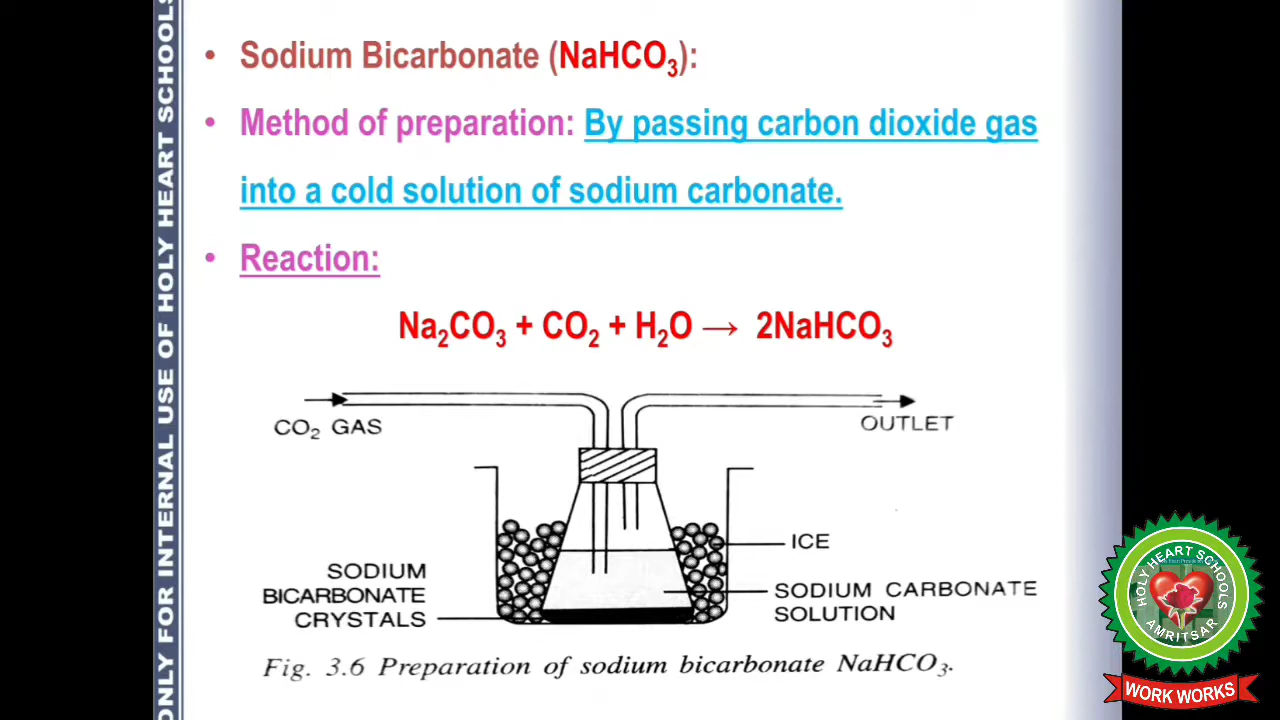 ONLY FOR INTERNAL USE OF HOLY HEART SCHOOLS
• Sodium Bicarbonate (NaHCO₃):
• Method of preparation: By passing carbon dioxide gas
into a cold solution of sodium carbonate.
• Reaction:
Na₂CO₃ + CO₂ + H₂O → 2NaHCO₃
CO₂ GAS
OUTLET
ICE
SODIUM
BICARBONATE
CRYSTALS
SODIUM CARBONATE
SOLUTION
Fig. 3.6 Preparation of sodium bicarbonate NaHCO₃.
HOLY HEART SCHOOLS
AMRITSAR
WORK WORKS